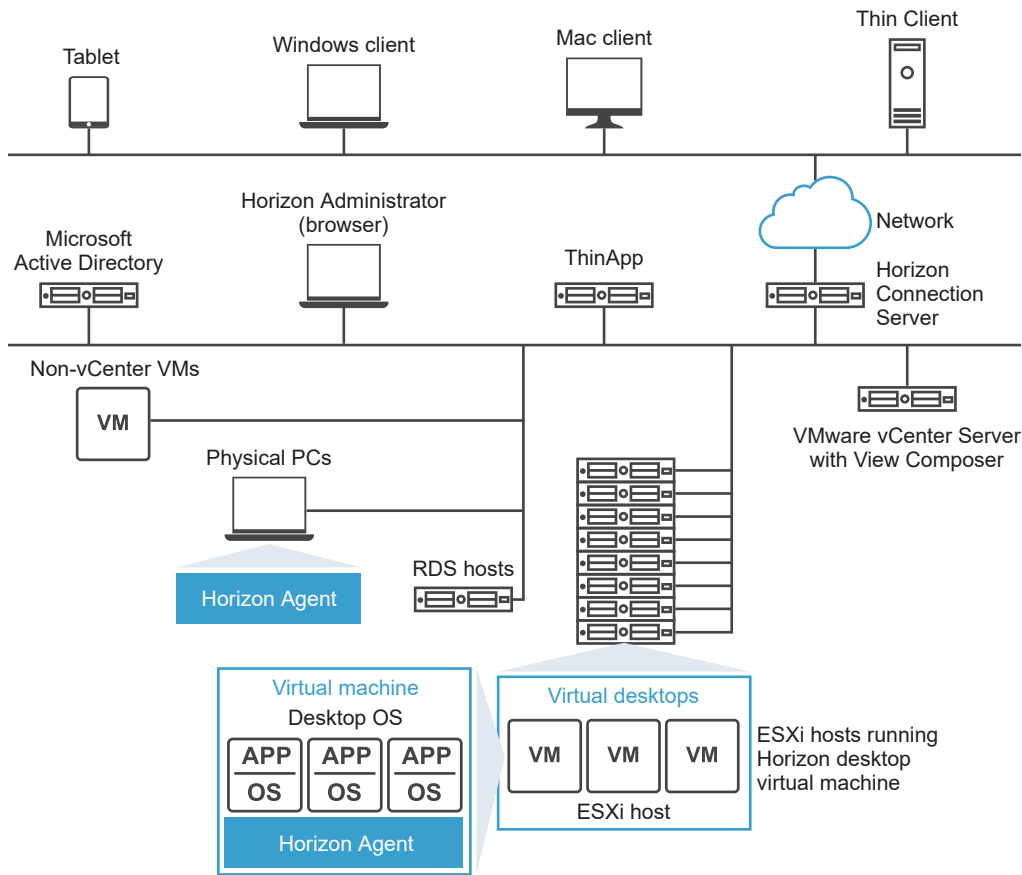 Tablet
Windows client
Mac client
Thin Client
Horizon Administrator
(browser)
Network
Microsoft
Active Directory
ThinApp
Horizon
Connection
Server
Non-vCenter VMs
VM
VMware vCenter Server
with View Composer
Physical PCs
Horizon Agent
RDS hosts
Virtual machine
Desktop OS
APP APP APP
OS OS OS
Horizon Agent
Virtual desktops
VM VM VM
ESXi host
ESXi hosts running
Horizon desktop
virtual machine